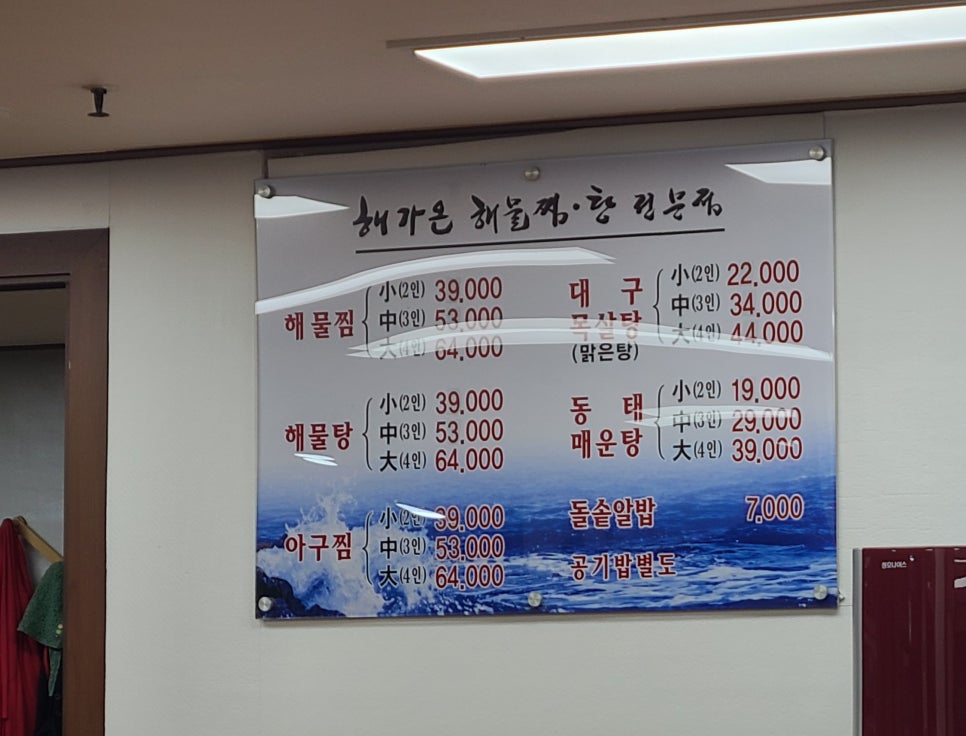 해가온 해물찜·탕 전문점
해물찜
小(2인) 39,000
中(3인) 53,000
大(4인) 64,000
해물탕
小(2인) 39,000
中(3인) 53,000
大(4인) 64,000
아구찜
小(2인) 39,000
中(3인) 53,000
大(4인) 64,000
대구
목살탕
(맑은탕)
小(2인) 22,000
中(3인) 34,000
大(4인) 44,000
동태
매운탕
小(2인) 19,000
中(3인) 29,000
大(4인) 39,000
돌솥알밥 7,000
공기밥별도
청호나이스